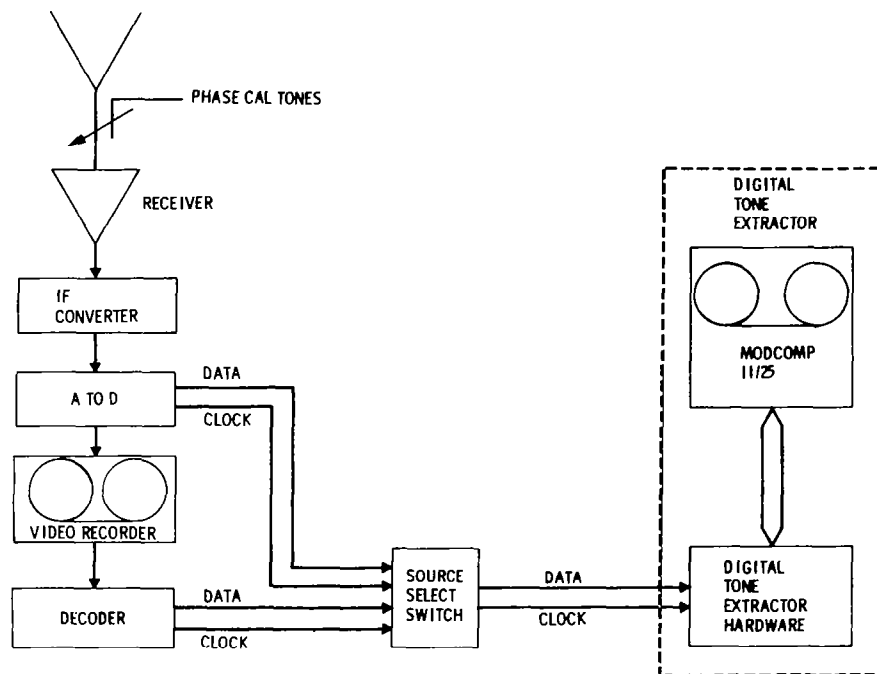 PHASE CAL TONES
RECEIVER
IF
CONVERTER
A TO D
DATA
CLOCK
VIDEO RECORDER
DECODER
DATA
CLOCK
SOURCE
SELECT
SWITCH
DATA
CLOCK
DIGITAL
TONE
EXTRACTOR
MODCOMP
11/25
DIGITAL
TONE
EXTRACTOR
HARDWARE